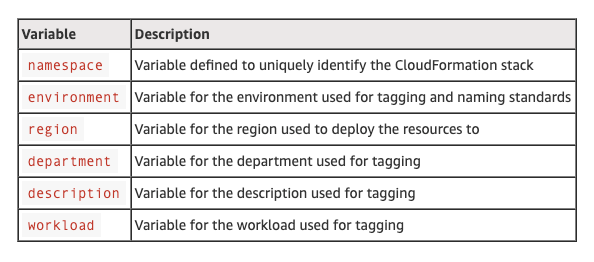 Variable Description
namespace Variable defined to uniquely identify the CloudFormation stack
environment Variable for the environment used for tagging and naming standards
region Variable for the region used to deploy the resources to
department Variable for the department used for tagging
description Variable for the description used for tagging
workload Variable for the workload used for tagging